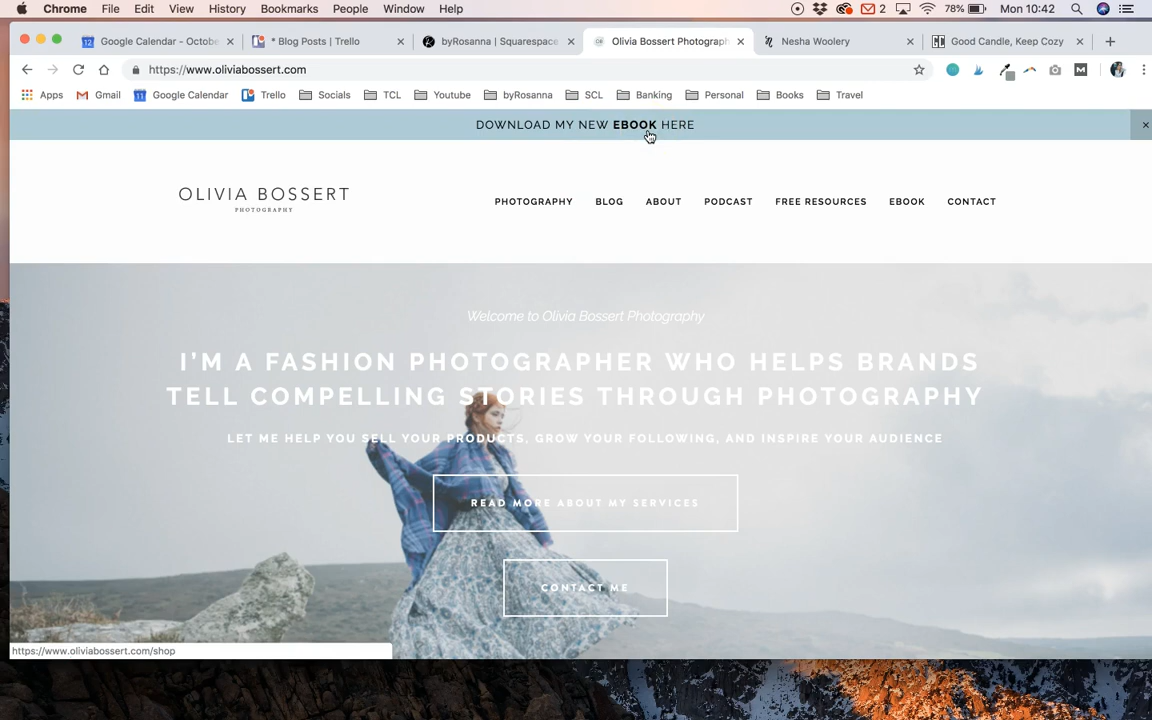 Chrome File Edit View History Bookmarks People Window Help 2 78% Mon 10:42
Google Calendar - Octobe * Blog Posts | Trello byRosanna | Squarespace Olivia Bossert Photograph Nesha Woolery Good Candle, Keep Cozy
https://www.oliviabossert.com
Apps Gmail Google Calendar Trello Socials TCL Youtube byRosanna SCL Banking Personal Books Travel
DOWNLOAD MY NEW EBOOK HERE
OLIVIA BOSSERT
PHOTOGRAPHY
PHOTOGRAPHY BLOG ABOUT PODCAST FREE RESOURCES EBOOK CONTACT
Welcome to Olivia Bossert Photography
I'M A FASHION PHOTOGRAPHER WHO HELPS BRANDS
TELL COMPELLING STORIES THROUGH PHOTOGRAPHY
LET ME HELP YOU SELL YOUR PRODUCTS, GROW YOUR FOLLOWING, AND INSPIRE YOUR AUDIENCE
READ MORE ABOUT MY SERVICES
CONTACT ME
https://www.oliviabossert.com/shop